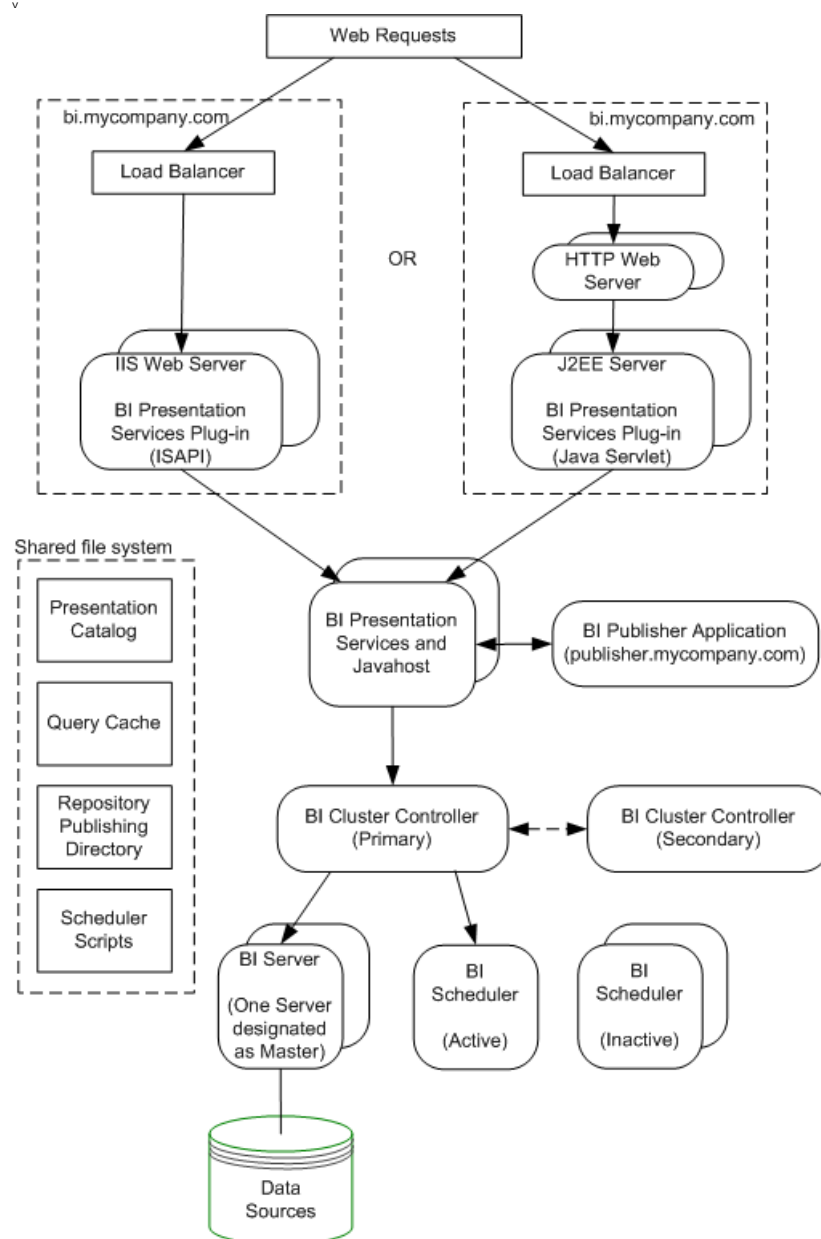 v
Web Requests
bi.mycompany.com
bi.mycompany.com
Load Balancer
Load Balancer
OR
HTTP Web
Server
IIS Web Server
BI Presentation
Services Plug-in
(ISAPI)
J2EE Server
BI Presentation
Services Plug-in
(Java Servlet)
Shared file system
Presentation
Catalog
Query Cache
Repository
Publishing
Directory
Scheduler
Scripts
BI Presentation
Services and
Javahost
BI Publisher Application
(publisher.mycompany.com)
BI Cluster Controller
(Primary)
BI Cluster Controller
(Secondary)
BI Server
(One Server
designated
as Master)
BI
Scheduler
(Active)
BI
Scheduler
(Inactive)
Data
Sources